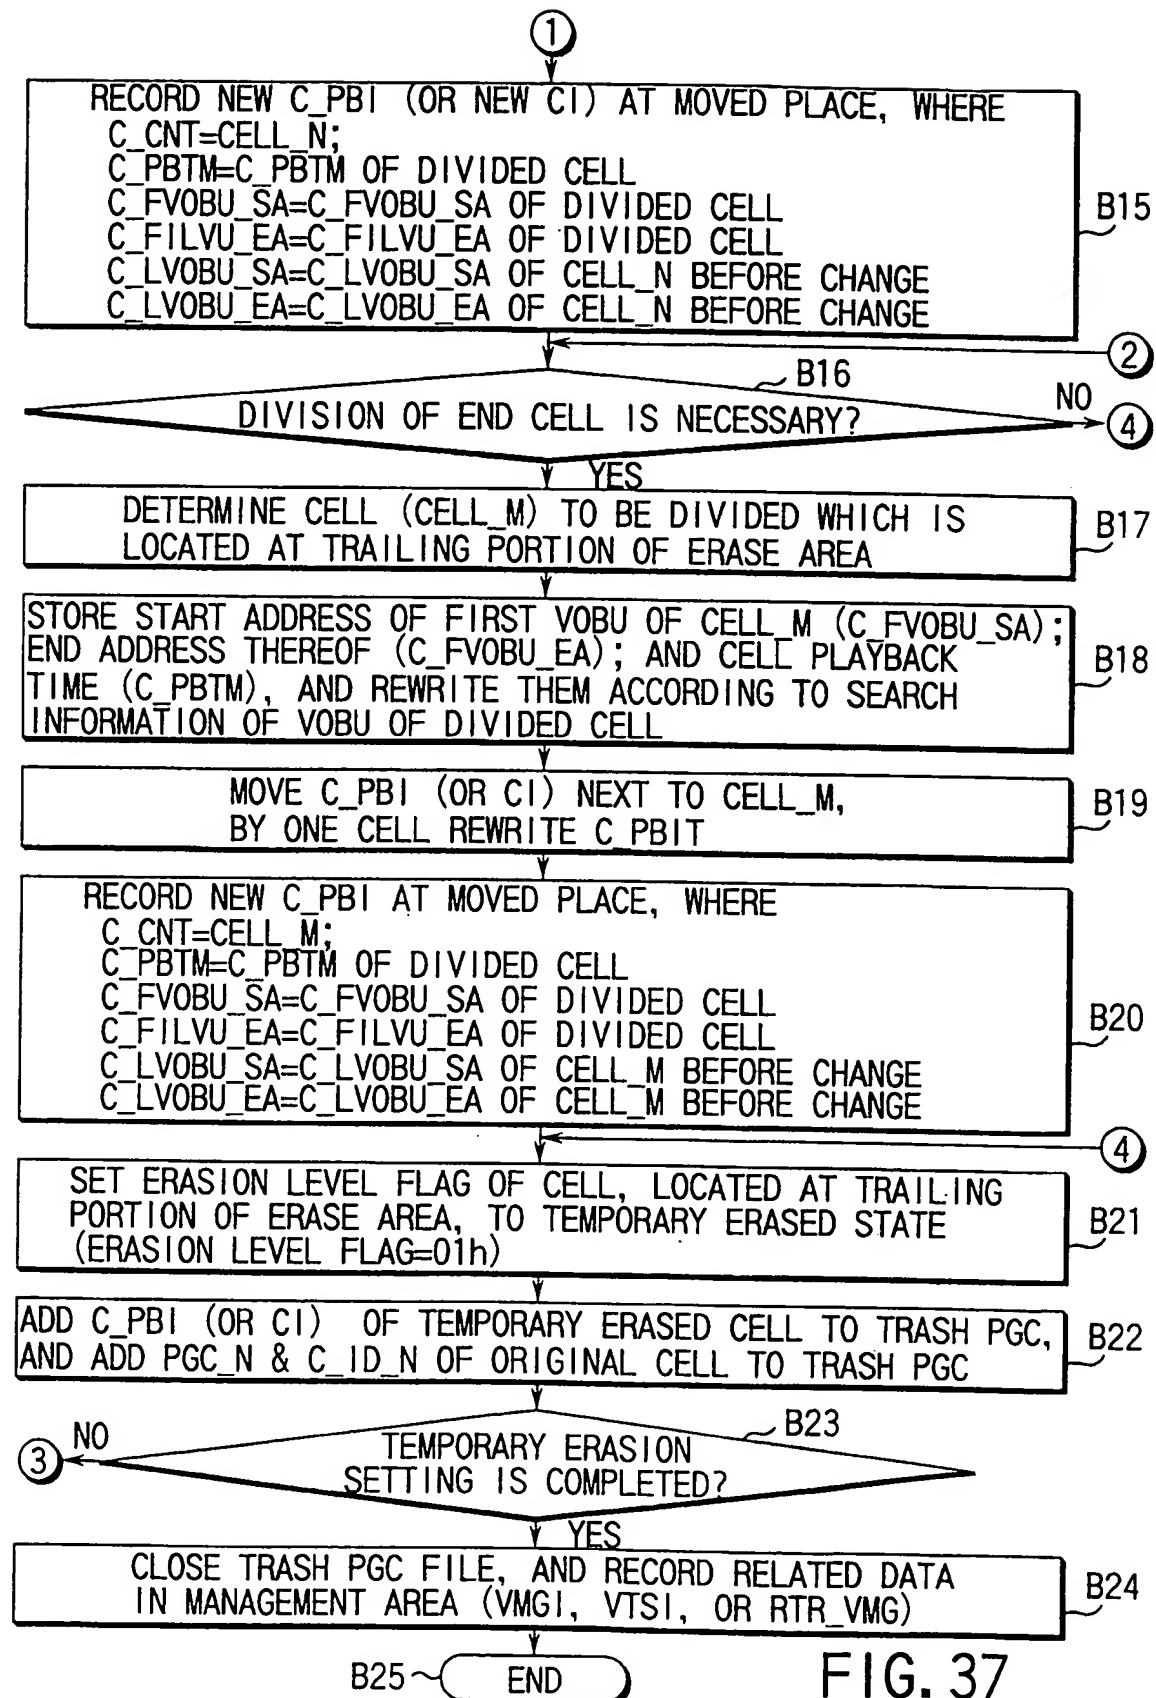 1
RECORD NEW C_PBI (OR NEW CI) AT MOVED PLACE, WHERE
C_CNT=CELL_N;
C_PBTM=C_PBTM OF DIVIDED CELL
C_FVOBU_SA=C_FVOBU_SA OF DIVIDED CELL
C_FILVU_EA=C_FILVU_EA OF DIVIDED CELL
C_LVOBU_SA=C_LVOBU_SA OF CELL_N BEFORE CHANGE
C_LVOBU_EA=C_LVOBU_EA OF CELL_N BEFORE CHANGE
B15
2
B16
DIVISION OF END CELL IS NECESSARY?
NO
4
YES
DETERMINE CELL (CELL_M) TO BE DIVIDED WHICH IS
LOCATED AT TRAILING PORTION OF ERASE AREA
B17
STORE START ADDRESS OF FIRST VOBU OF CELL_M (C_FVOBU_SA);
END ADDRESS THEREOF (C_FVOBU_EA); AND CELL PLAYBACK
TIME (C_PBTM), AND REWRITE THEM ACCORDING TO SEARCH
INFORMATION OF VOBU OF DIVIDED CELL
B18
MOVE C_PBI (OR CI) NEXT TO CELL_M,
BY ONE CELL REWRITE C_PBIT
B19
RECORD NEW C_PBI AT MOVED PLACE, WHERE
C_CNT=CELL_M;
C_PBTM=C_PBTM OF DIVIDED CELL
C_FVOBU_SA=C_FVOBU_SA OF DIVIDED CELL
C_FILVU_EA=C_FILVU_EA OF DIVIDED CELL
C_LVOBU_SA=C_LVOBU_SA OF CELL_M BEFORE CHANGE
C_LVOBU_EA=C_LVOBU_EA OF CELL_M BEFORE CHANGE
B20
4
SET ERASION LEVEL FLAG OF CELL, LOCATED AT TRAILING
PORTION OF ERASE AREA, TO TEMPORARY ERASED STATE
(ERASION LEVEL FLAG=01h)
B21
ADD C_PBI (OR CI) OF TEMPORARY ERASED CELL TO TRASH PGC,
AND ADD PGC_N & C_ID_N OF ORIGINAL CELL TO TRASH PGC
B22
B23
3
NO
TEMPORARY ERASION
SETTING IS COMPLETED?
YES
CLOSE TRASH PGC FILE, AND RECORD RELATED DATA
IN MANAGEMENT AREA (VMGI, VTSI, OR RTR_VMG)
B24
B25
END
FIG. 37